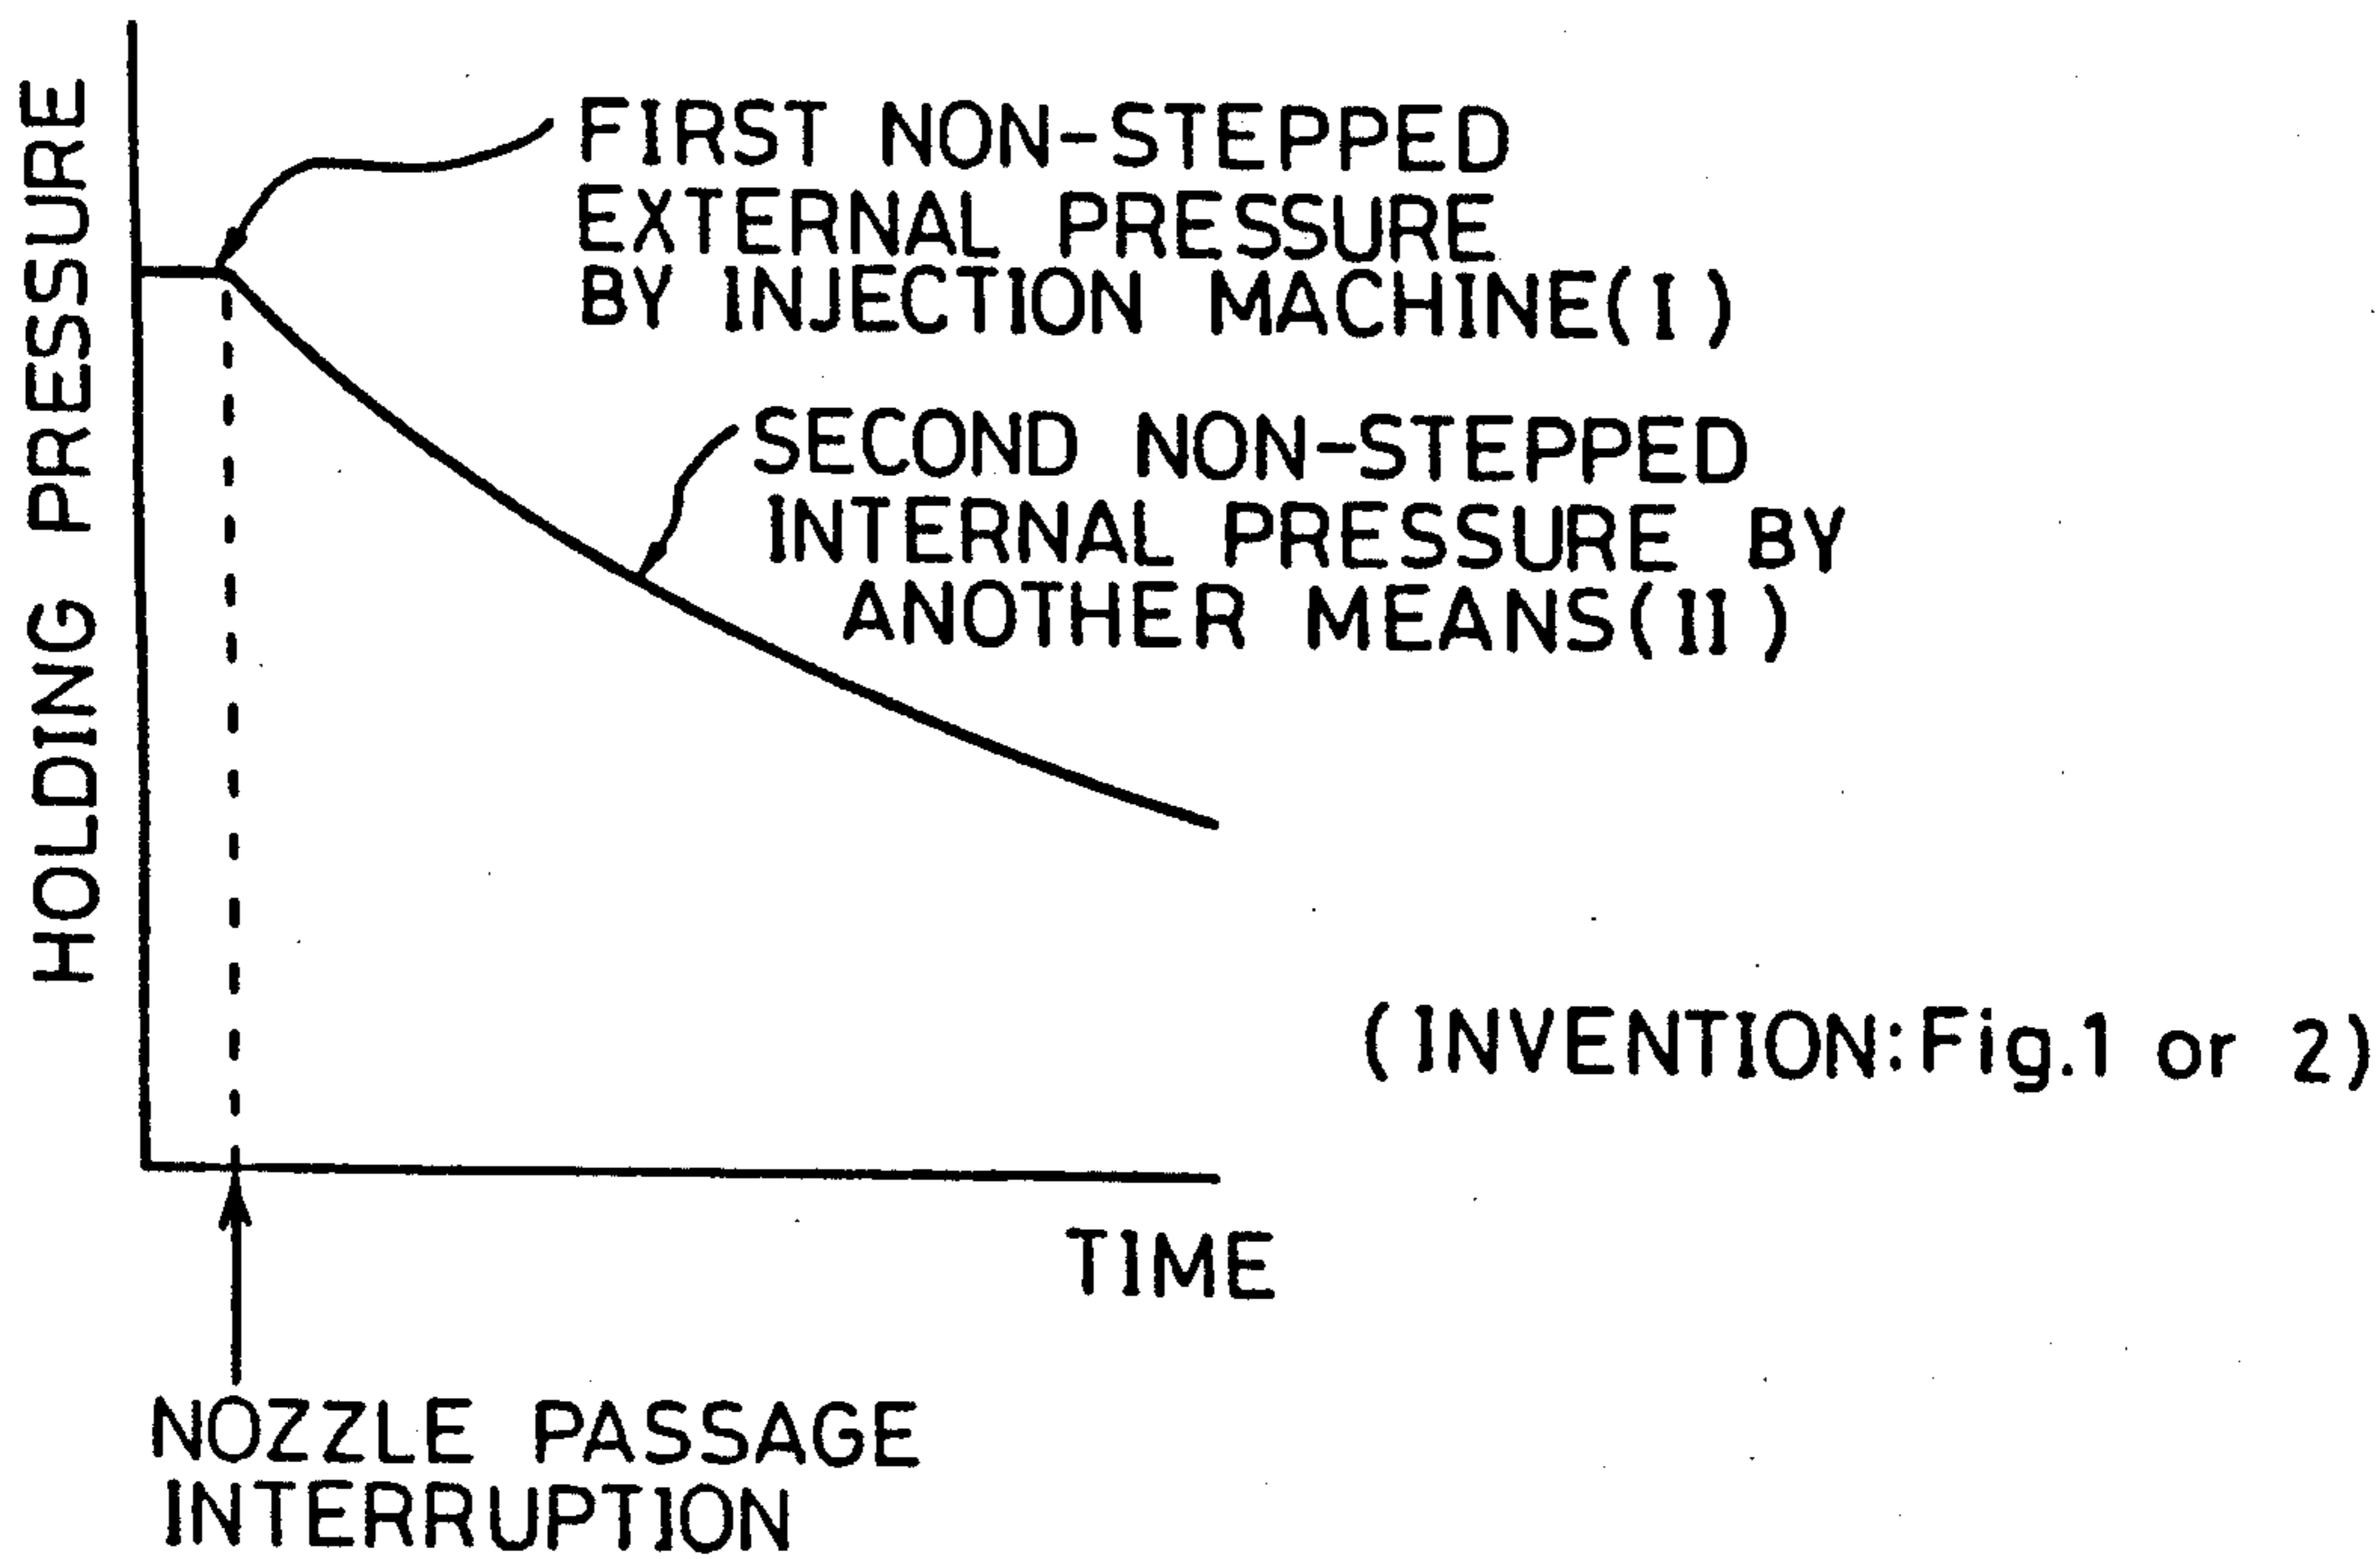 HOLDING PRESSURE
FIRST NON-STEPPED
EXTERNAL PRESSURE
BY INJECTION MACHINE(I)
SECOND NON-STEPPED
INTERNAL PRESSURE BY
ANOTHER MEANS(II)
(INVENTION:Fig.1 or 2)
TIME
NOZZLE PASSAGE
INTERRUPTION